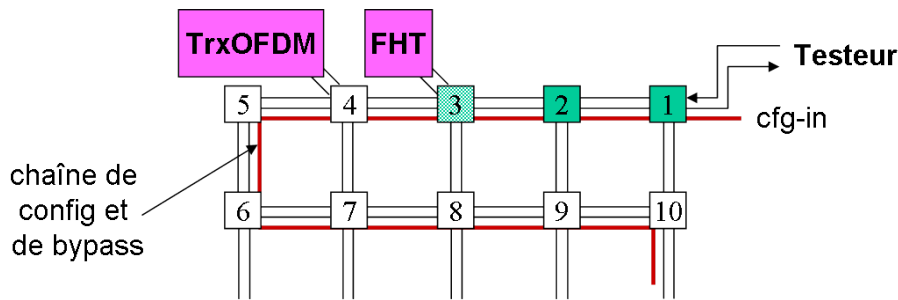 TrxOFDM
FHT
Testeur
5
4
3
2
1
cfg-in
chaîne de
config et
de bypass
6
7
8
9
10